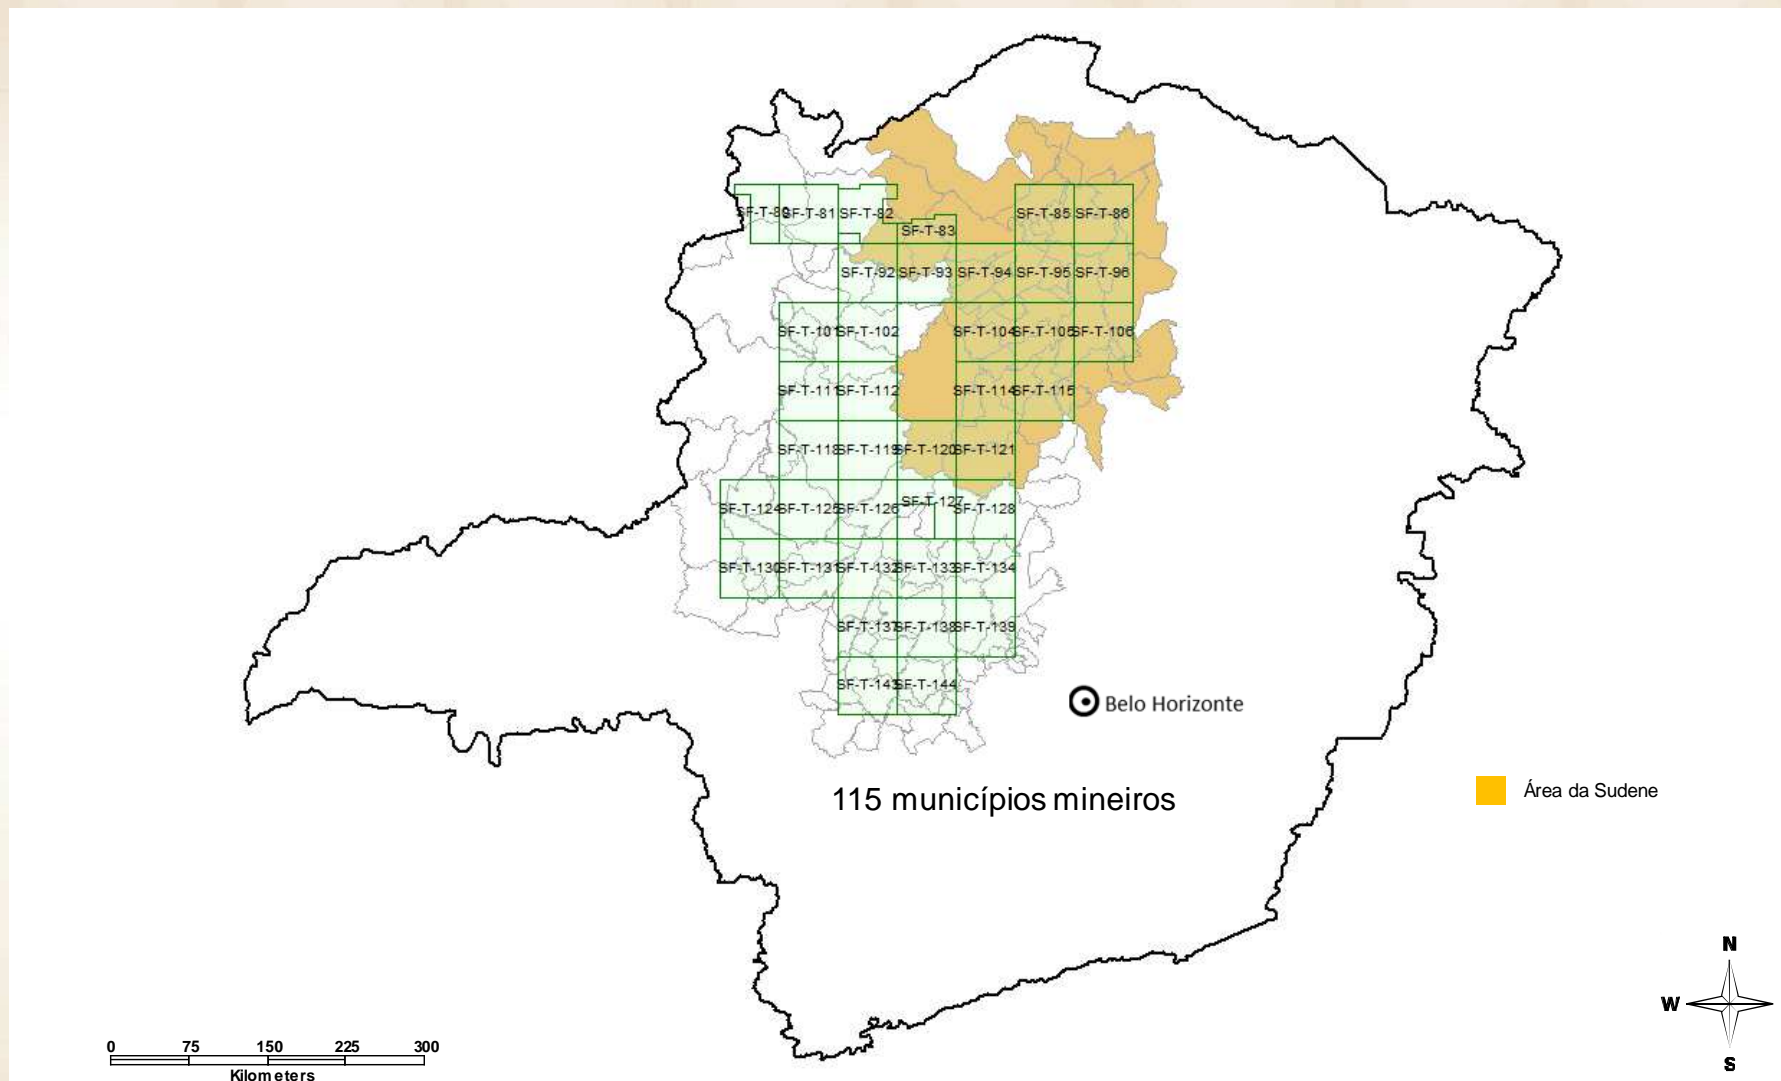 SF-T-80 SF-T-81 SF-T-82 SF-T-85 SF-T-86
SF-T-83
SF-T-92 SF-T-93 SF-T-94 SF-T-95 SF-T-96
SF-T-101 SF-T-102 SF-T-104 SF-T-105 SF-T-106
SF-T-111 SF-T-112 SF-T-114 SF-T-115
SF-T-118 SF-T-119 SF-T-120 SF-T-121
SF-T-124 SF-T-125 SF-T-126 SF-T-127 SF-T-128
SF-T-130 SF-T-131 SF-T-132 SF-T-133 SF-T-134
SF-T-137 SF-T-138 SF-T-139
SF-T-143 SF-T-144
Belo Horizonte
115 municípios mineiros
Área da Sudene
N
W
S
0 75 150 225 300
Kilometers